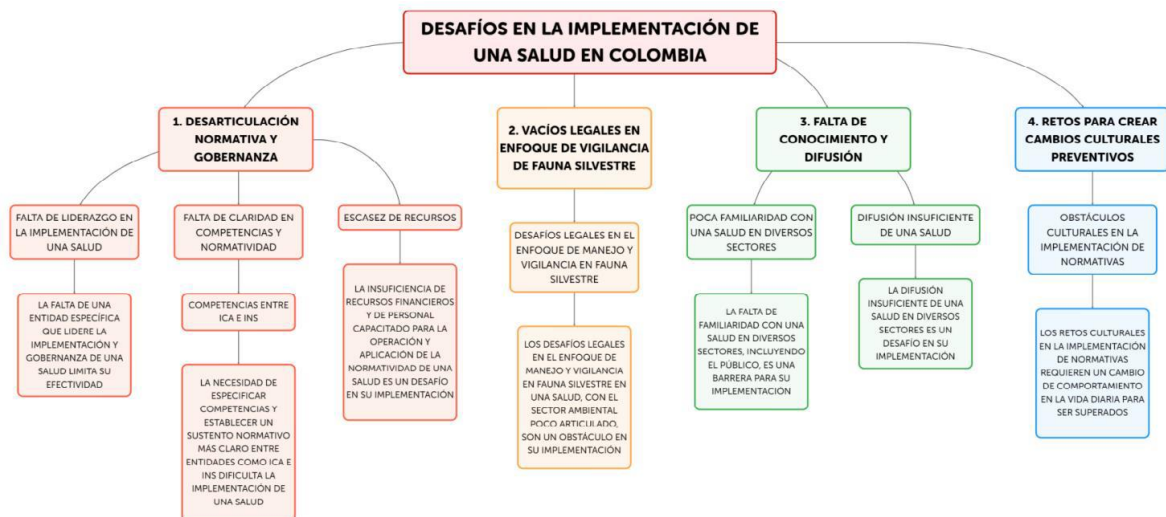 DESAFÍOS EN LA IMPLEMENTACIÓN DE
UNA SALUD EN COLOMBIA
1. DESARTICULACIÓN
NORMATIVA Y
GOBERNANZA
FALTA DE LIDERAZGO EN
LA IMPLEMENTACIÓN DE
UNA SALUD
LA FALTA DE UNA
ENTIDAD ESPECÍFICA
QUE LIDERE LA
IMPLEMENTACIÓN Y
GOBERNANZA DE UNA
SALUD LIMITA SU
EFECTIVIDAD
FALTA DE CLARIDAD EN
COMPETENCIAS Y
NORMATIVIDAD
COMPETENCIAS ENTRE
ICA E INS
LA NECESIDAD DE
ESPECIFICAR
COMPETENCIAS Y
ESTABLECER UN
SUSTENTO NORMATIVO
MÁS CLARO ENTRE
ENTIDADES COMO ICA E
INS DIFICULTA LA
IMPLEMENTACIÓN DE
UNA SALUD
ESCASEZ DE RECURSOS
LA INSUFICIENCIA DE
RECURSOS FINANCIEROS
Y DE PERSONAL
CAPACITADO PARA LA
OPERACIÓN Y
APLICACIÓN DE LA
NORMATIVIDAD DE UNA
SALUD ES UN DESAFÍO
EN SU IMPLEMENTACIÓN
2. VACÍOS LEGALES EN
ENFOQUE DE VIGILANCIA
DE FAUNA SILVESTRE
DESAFÍOS LEGALES EN EL
ENFOQUE DE MANEJO Y
VIGILANCIA EN FAUNA
SILVESTRE
LOS DESAFÍOS LEGALES
EN EL ENFOQUE DE
MANEJO Y VIGILANCIA
EN FAUNA SILVESTRE EN
UNA SALUD, CON EL
SECTOR AMBIENTAL
POCO ARTICULADO,
SON UN OBSTÁCULO EN
SU IMPLEMENTACIÓN
3. FALTA DE
CONOCIMIENTO Y
DIFUSIÓN
POCA FAMILIARIDAD CON
UNA SALUD EN DIVERSOS
SECTORES
LA FALTA DE
FAMILIARIDAD CON UNA
SALUD EN DIVERSOS
SECTORES, INCLUYENDO
EL PÚBLICO, ES UNA
BARRERA PARA SU
IMPLEMENTACIÓN
DIFUSIÓN INSUFICIENTE
DE UNA SALUD
LA DIFUSIÓN
INSUFICIENTE DE UNA
SALUD EN DIVERSOS
SECTORES ES UN
DESAFÍO EN SU
IMPLEMENTACIÓN
4. RETOS PARA CREAR
CAMBIOS CULTURALES
PREVENTIVOS
OBSTÁCULOS
CULTURALES EN LA
IMPLEMENTACIÓN DE
NORMATIVAS
LOS RETOS CULTURALES
EN LA IMPLEMENTACIÓN
DE NORMATIVAS
REQUIEREN UN CAMBIO
DE COMPORTAMIENTO
EN LA VIDA DIARIA PARA
SER SUPERADOS